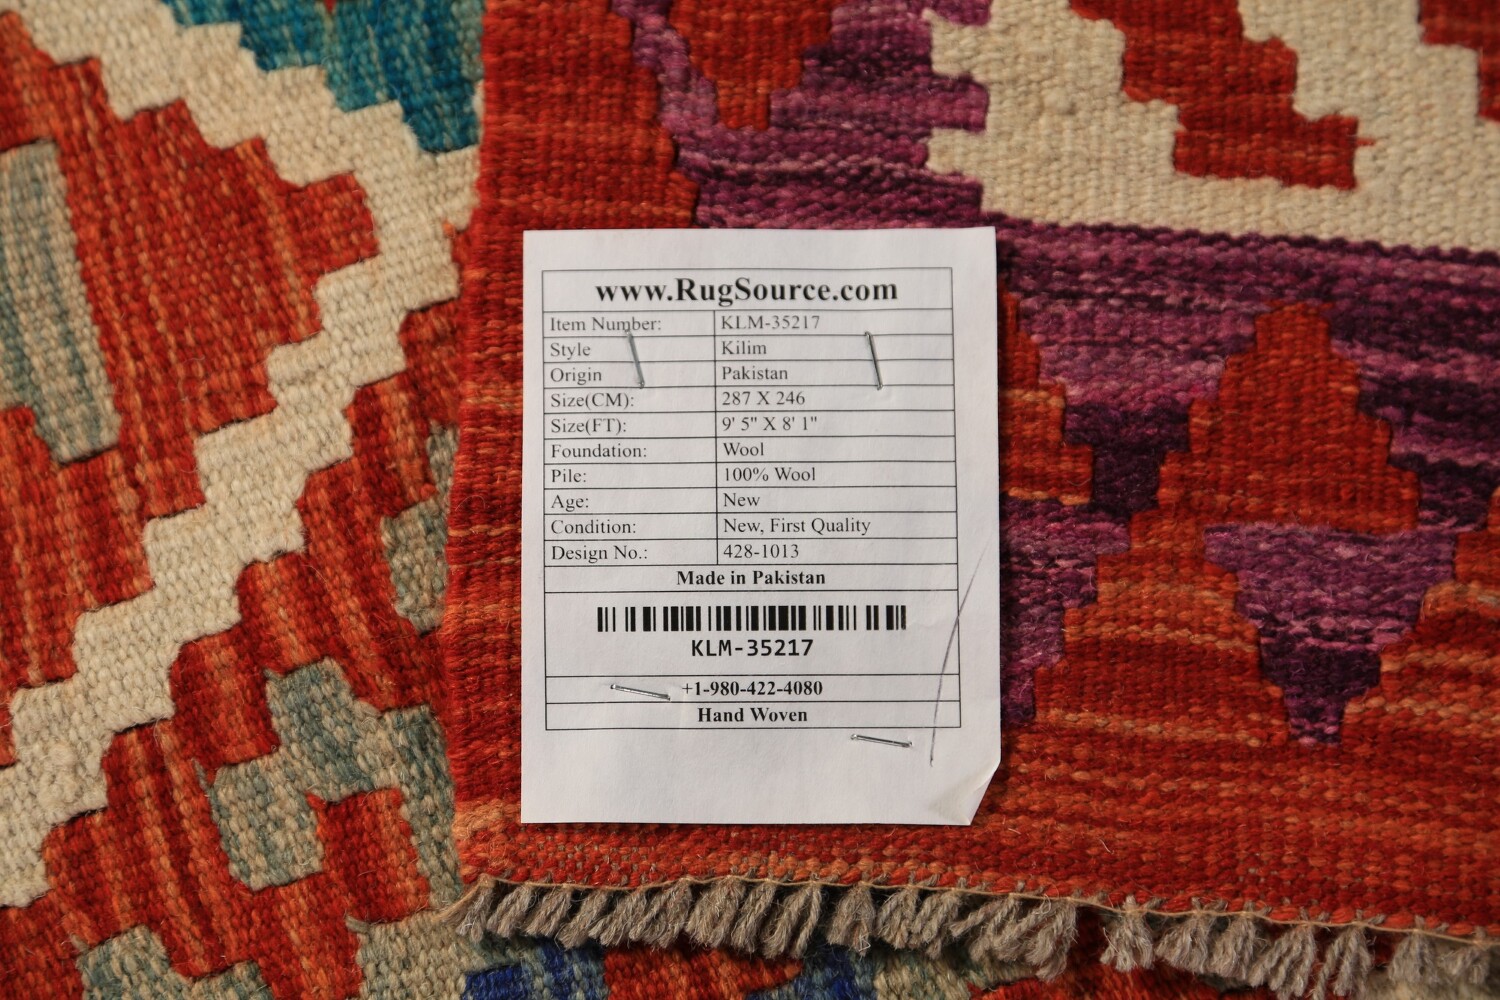 www.RugSource.com
Item Number: KLM-35217
Style Kilim
Origin Pakistan
Size(CM): 287 X 246
Size(FT): 9' 5" X 8' 1"
Foundation: Wool
Pile: 100% Wool
Age: New
Condition: New, First Quality
Design No.: 428-1013
Made in Pakistan
KLM-35217
+1-980-422-4080
Hand Woven